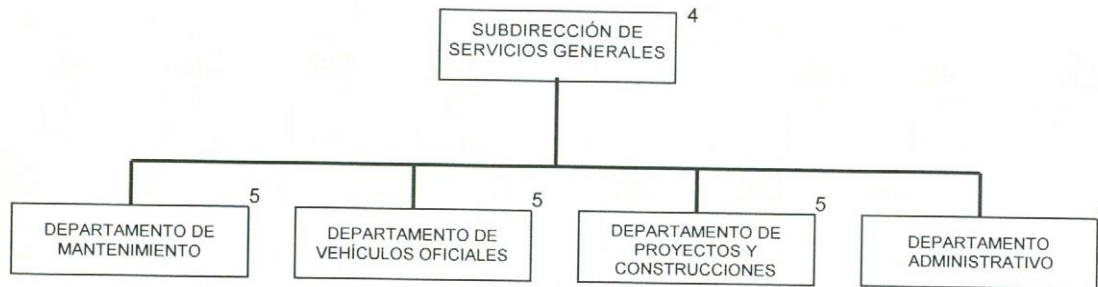 4
SUBDIRECCIÓN DE
SERVICIOS GENERALES
5
DEPARTAMENTO DE
MANTENIMIENTO
5
DEPARTAMENTO DE
VEHÍCULOS OFICIALES
5
DEPARTAMENTO DE
PROYECTOS Y
CONSTRUCCIONES
DEPARTAMENTO
ADMINISTRATIVO